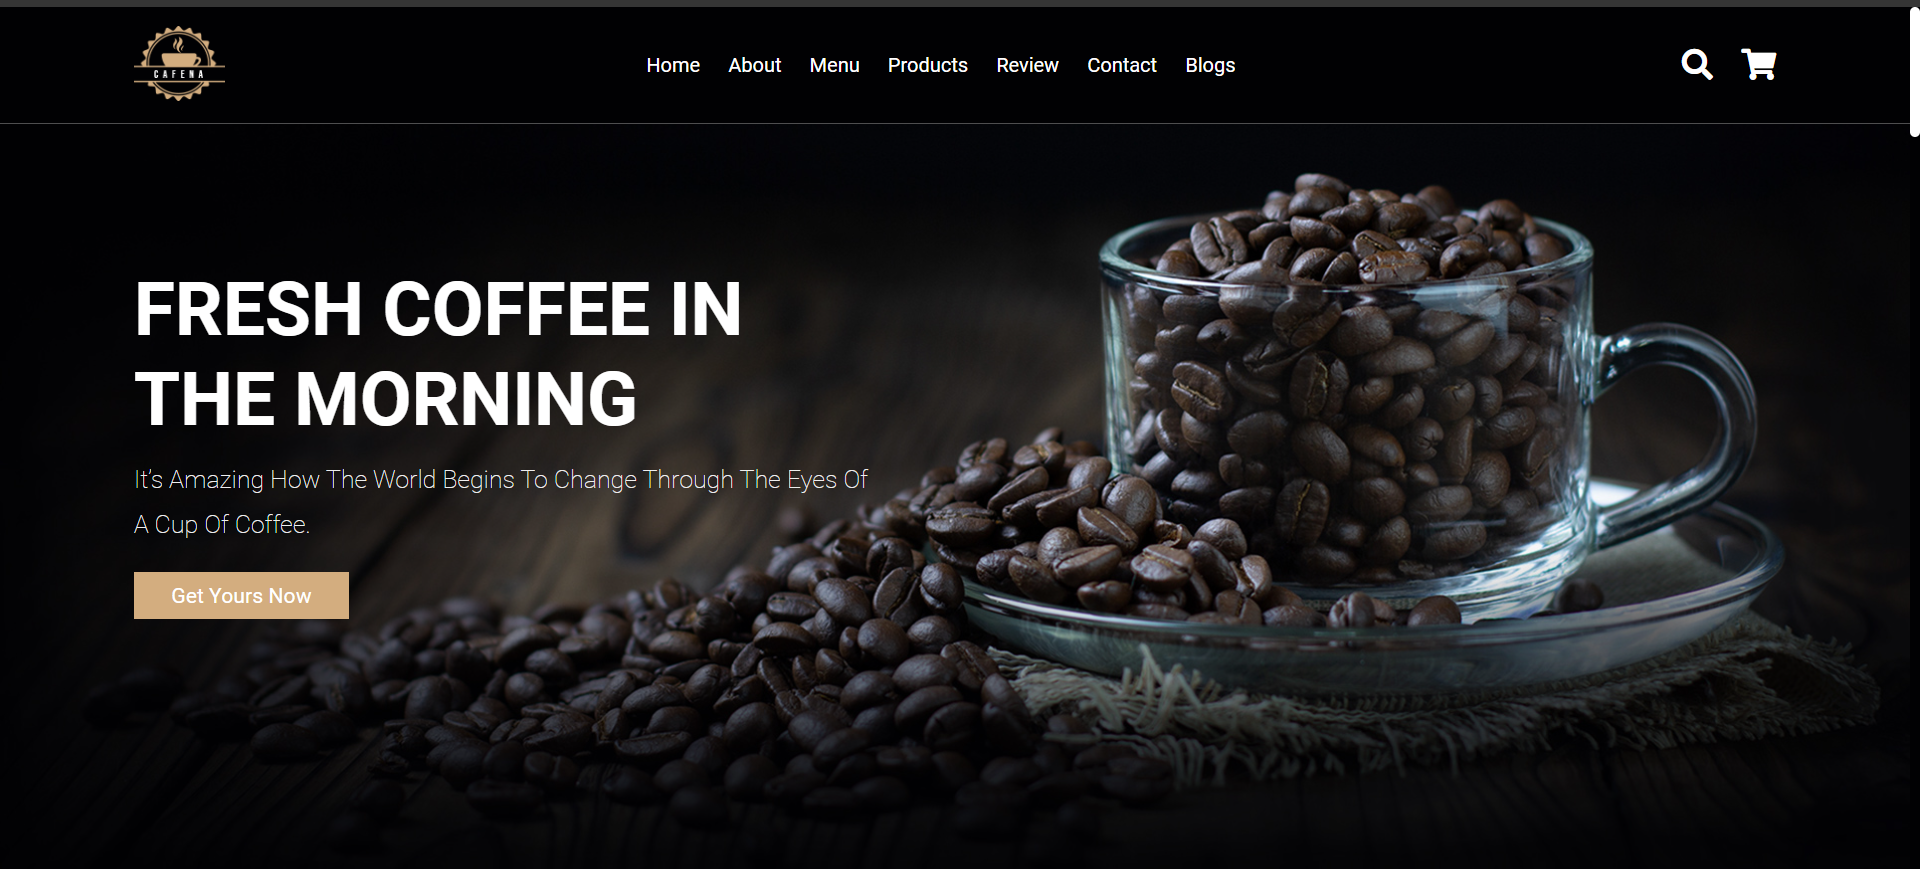 CAFENA
Home About Menu Products Review Contact Blogs
FRESH COFFEE IN
THE MORNING
It’s Amazing How The World Begins To Change Through The Eyes Of
A Cup Of Coffee.
Get Yours Now